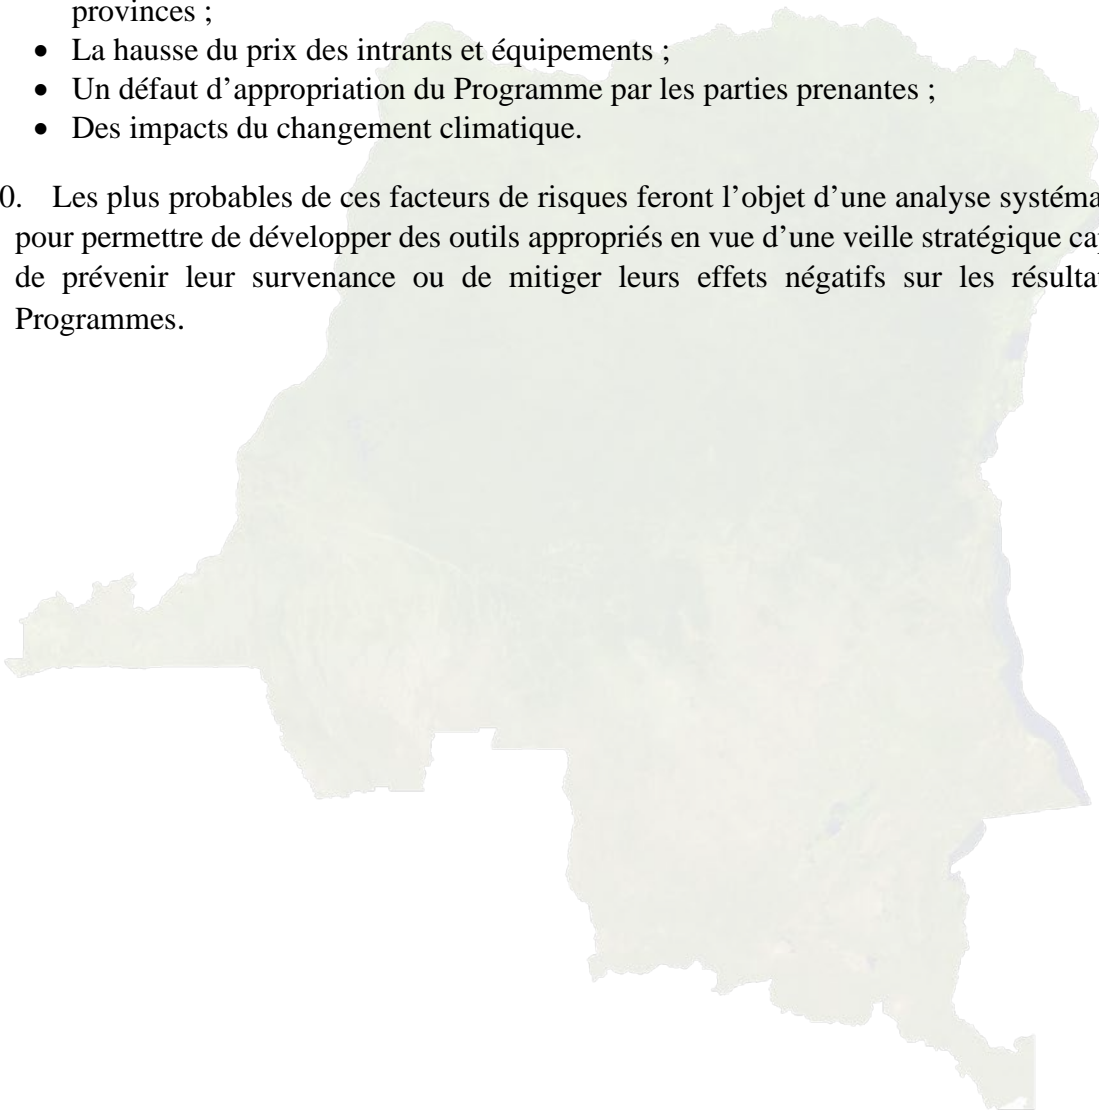 provinces ;
• La hausse du prix des intrants et équipements ;
• Un défaut d’appropriation du Programme par les parties prenantes ;
• Des impacts du changement climatique.
0. Les plus probables de ces facteurs de risques feront l’objet d’une analyse
pour permettre de développer des outils appropriés en vue d’une veille stratégique
de prévenir leur survenance ou de mitiger leurs effets négatifs sur les
Programmes.